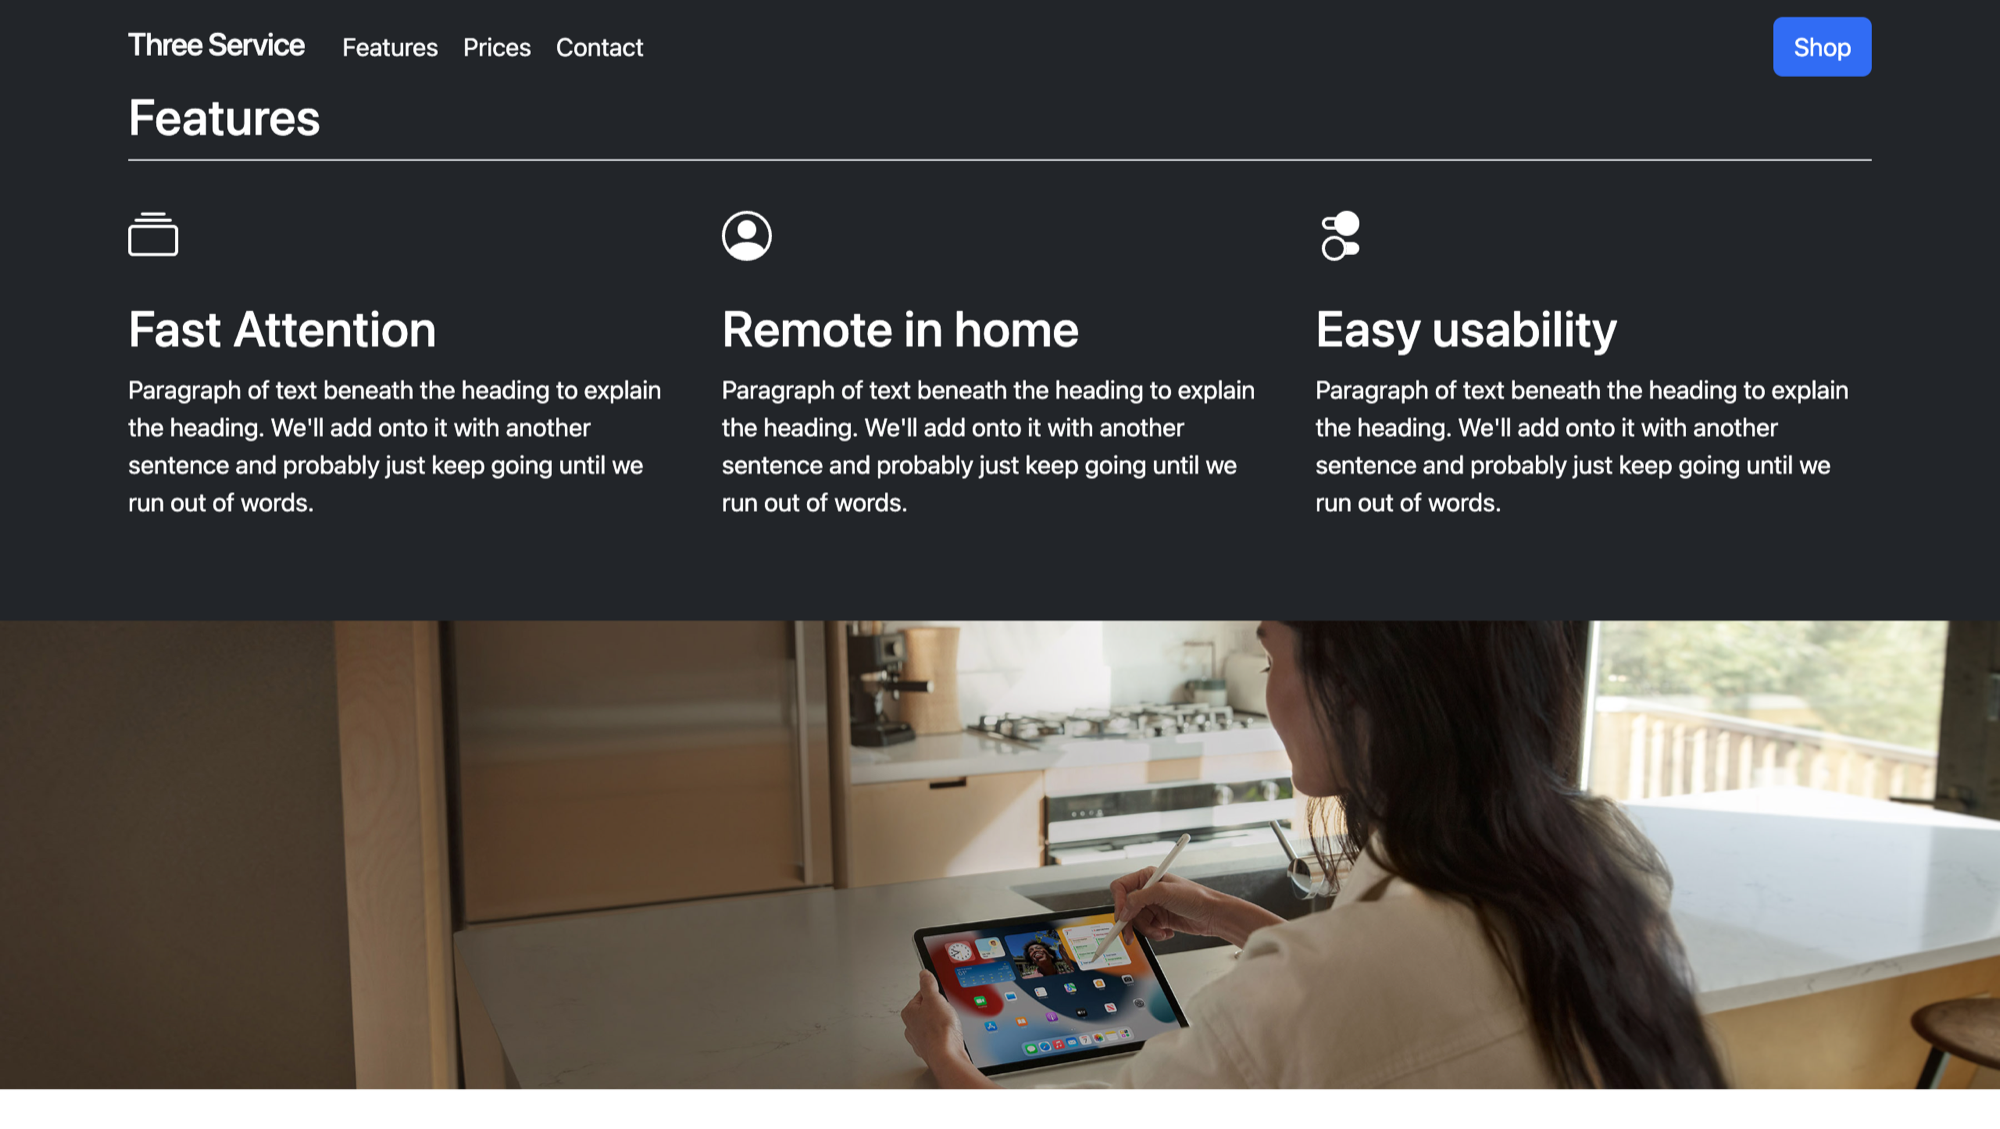 Three Service Features Prices Contact Shop
Features
Fast Attention
Paragraph of text beneath the heading to explain
the heading. We'll add onto it with another
sentence and probably just keep going until we
run out of words.
Remote in home
Paragraph of text beneath the heading to explain
the heading. We'll add onto it with another
sentence and probably just keep going until we
run out of words.
Easy usability
Paragraph of text beneath the heading to explain
the heading. We'll add onto it with another
sentence and probably just keep going until we
run out of words.